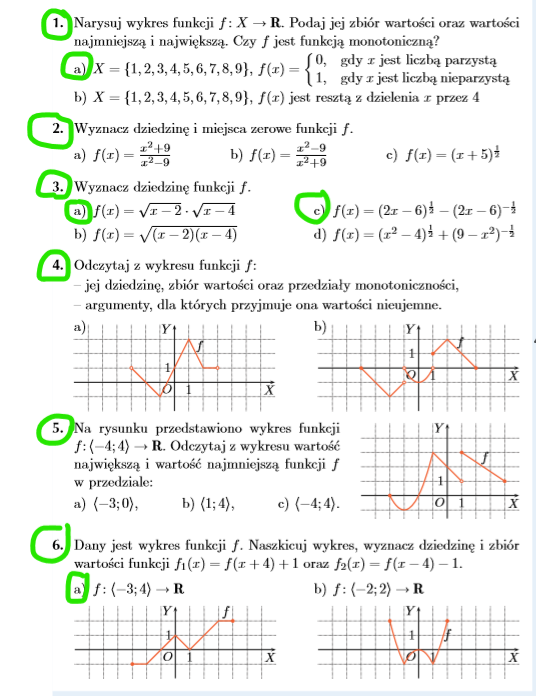 1. Narysuj wykres funkcji f: X → R. Podaj jej zbiór wartości oraz wartości
najmniejszą i największą. Czy f jest funkcją monotoniczną?
a) X = {1, 2, 3, 4, 5, 6, 7, 8, 9}, f(x) = { 0, gdy x jest liczbą parzystą
1, gdy x jest liczbą nieparzystą
b) X = {1, 2, 3, 4, 5, 6, 7, 8, 9}, f(x) jest resztą z dzielenia x przez 4
2. Wyznacz dziedzinę i miejsca zerowe funkcji f.
a) f(x) = (x²+9)/(x²−9) b) f(x) = (x²−9)/(x²+9) c) f(x) = (x + 5)^(1/2)
3. Wyznacz dziedzinę funkcji f.
a) f(x) = √(x − 2) · √(x − 4) c) f(x) = (2x − 6)^(1/2) − (2x − 6)^(−1/2)
b) f(x) = √((x − 2)(x − 4)) d) f(x) = (x² − 4)^(1/2) + (9 − x²)^(−1/2)
4. Odczytaj z wykresu funkcji f:
– jej dziedzinę, zbiór wartości oraz przedziały monotoniczności,
– argumenty, dla których przyjmuje ona wartości nieujemne.
a) Y f 1 O 1 X
b) Y f 1 O 1 X
5. Na rysunku przedstawiono wykres funkcji
f: ⟨−4; 4⟩ → R. Odczytaj z wykresu wartość
największą i wartość najmniejszą funkcji f
w przedziale:
a) ⟨−3; 0⟩, b) ⟨1; 4⟩, c) ⟨−4; 4⟩.
Y f 1 O 1 X
6. Dany jest wykres funkcji f. Naszkicuj wykres, wyznacz dziedzinę i zbiór
wartości funkcji f₁(x) = f(x + 4) + 1 oraz f₂(x) = f(x − 4) − 1.
a) f: ⟨−3; 4⟩ → R b) f: ⟨−2; 2⟩ → R
Y f 1 O 1 X
Y 1 f O 1 X